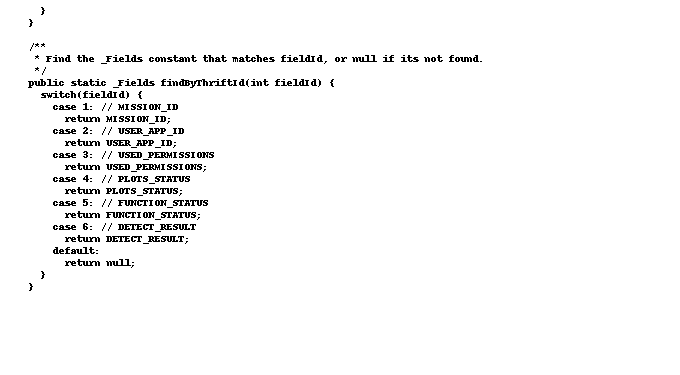 }
}
/**
* Find the _Fields constant that matches fieldId, or null if its not found.
*/
public static _Fields findByThriftId(int fieldId) {
switch(fieldId) {
case 1: // MISSION_ID
return MISSION_ID;
case 2: // USER_APP_ID
return USER_APP_ID;
case 3: // USED_PERMISSIONS
return USED_PERMISSIONS;
case 4: // PLOTS_STATUS
return PLOTS_STATUS;
case 5: // FUNCTION_STATUS
return FUNCTION_STATUS;
case 6: // DETECT_RESULT
return DETECT_RESULT;
default:
return null;
}
}